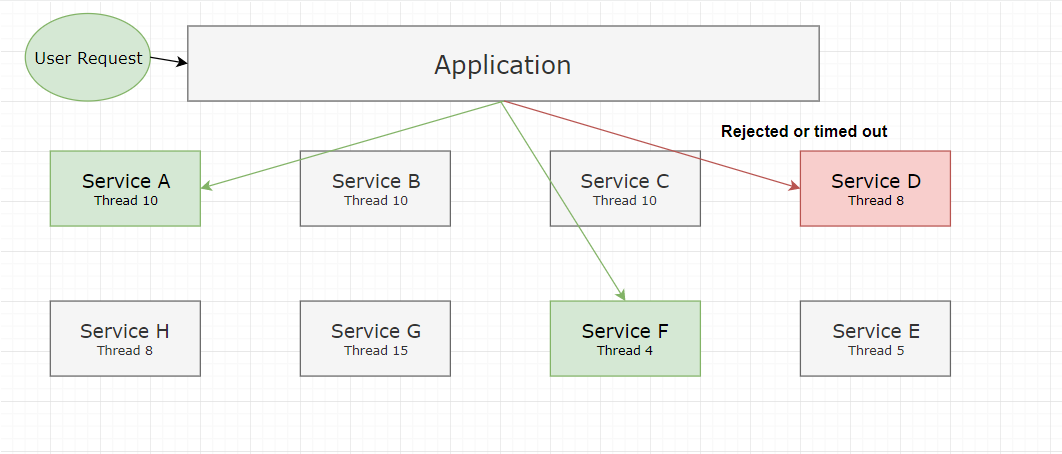 User Request
Application
Rejected or timed out
Service A
Thread 10
Service B
Thread 10
Service C
Thread 10
Service D
Thread 8
Service H
Thread 8
Service G
Thread 15
Service F
Thread 4
Service E
Thread 5